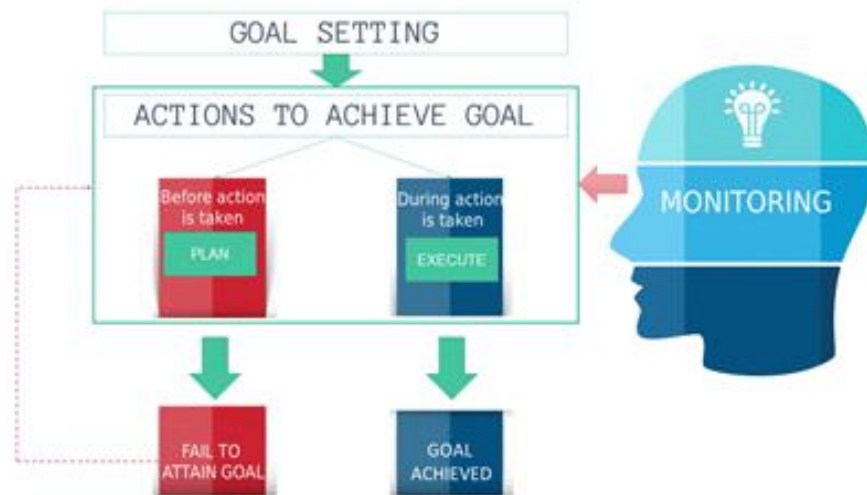 GOAL SETTING
ACTIONS TO ACHIEVE GOAL
Before action
is taken
PLAN
During action
is taken
EXECUTE
MONITORING
FAIL TO
ATTAIN GOAL
GOAL
ACHIEVED